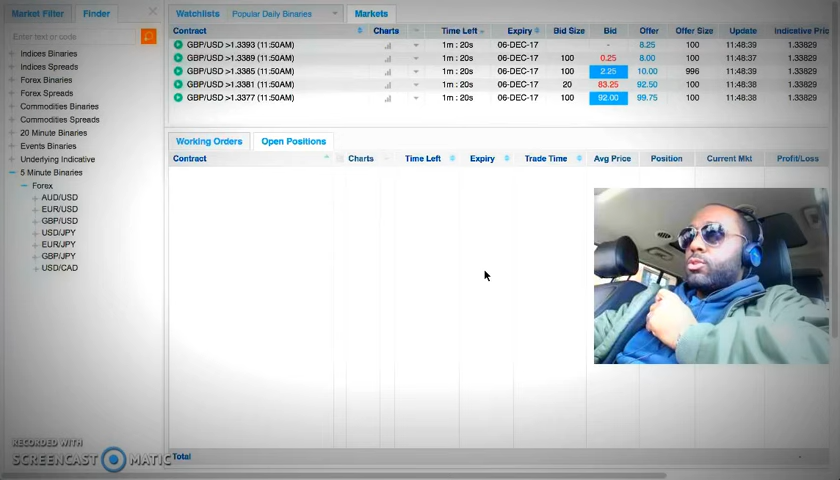 Market Filter Finder
Enter text or code
Indices Binaries
Indices Spreads
Forex Binaries
Forex Spreads
Commodities Binaries
Commodities Spreads
20 Minute Binaries
Events Binaries
Underlying Indicative
5 Minute Binaries
Forex
AUD/USD
EUR/USD
GBP/USD
USD/JPY
EUR/JPY
GBP/JPY
USD/CAD
Watchlists Popular Daily Binaries Markets
Contract Charts Time Left Expiry Bid Size Bid Offer Offer Size Update Indicative Pric
GBP/USD >1.3393 (11:50AM) 1m : 20s 06-DEC-17 - 8.25 100 11:48:39 1.33829
GBP/USD >1.3389 (11:50AM) 1m : 20s 06-DEC-17 100 0.25 8.00 100 11:48:37 1.33829
GBP/USD >1.3385 (11:50AM) 1m : 20s 06-DEC-17 100 2.25 10.00 996 11:48:39 1.33829
GBP/USD >1.3381 (11:50AM) 1m : 20s 06-DEC-17 20 83.25 92.50 100 11:48:38 1.33829
GBP/USD >1.3377 (11:50AM) 1m : 20s 06-DEC-17 100 92.00 99.75 100 11:48:38 1.33829
Working Orders Open Positions
Contract Charts Time Left Expiry Trade Time Avg Price Position Current Mkt Profit/Loss
Total -
RECORDED WITH
SCREENCAST MATIC